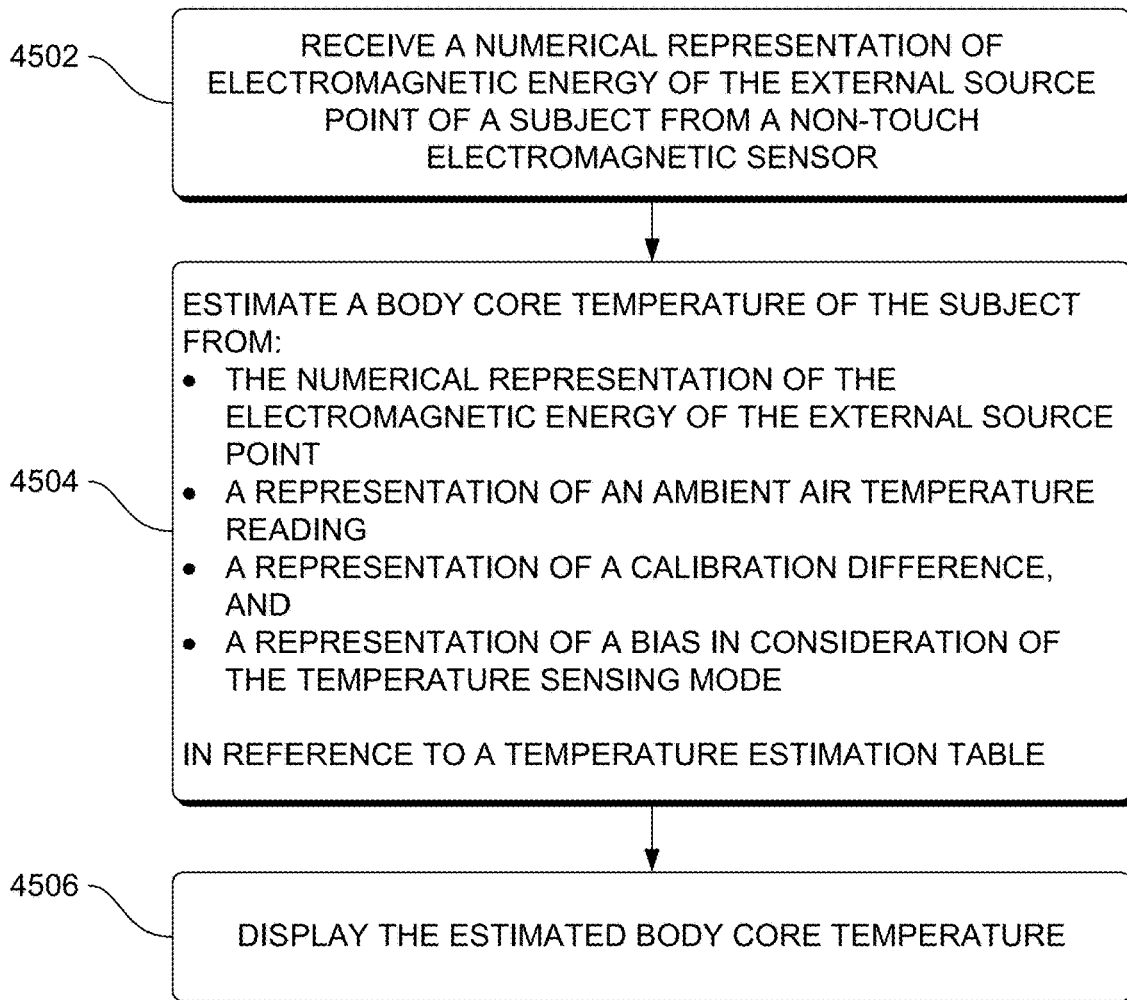 4502
RECEIVE A NUMERICAL REPRESENTATION OF
ELECTROMAGNETIC ENERGY OF THE EXTERNAL SOURCE
POINT OF A SUBJECT FROM A NON-TOUCH
ELECTROMAGNETIC SENSOR
4504
ESTIMATE A BODY CORE TEMPERATURE OF THE SUBJECT
FROM:
• THE NUMERICAL REPRESENTATION OF THE
ELECTROMAGNETIC ENERGY OF THE EXTERNAL SOURCE
POINT
• A REPRESENTATION OF AN AMBIENT AIR TEMPERATURE
READING
• A REPRESENTATION OF A CALIBRATION DIFFERENCE,
AND
• A REPRESENTATION OF A BIAS IN CONSIDERATION OF
THE TEMPERATURE SENSING MODE
IN REFERENCE TO A TEMPERATURE ESTIMATION TABLE
4506
DISPLAY THE ESTIMATED BODY CORE TEMPERATURE